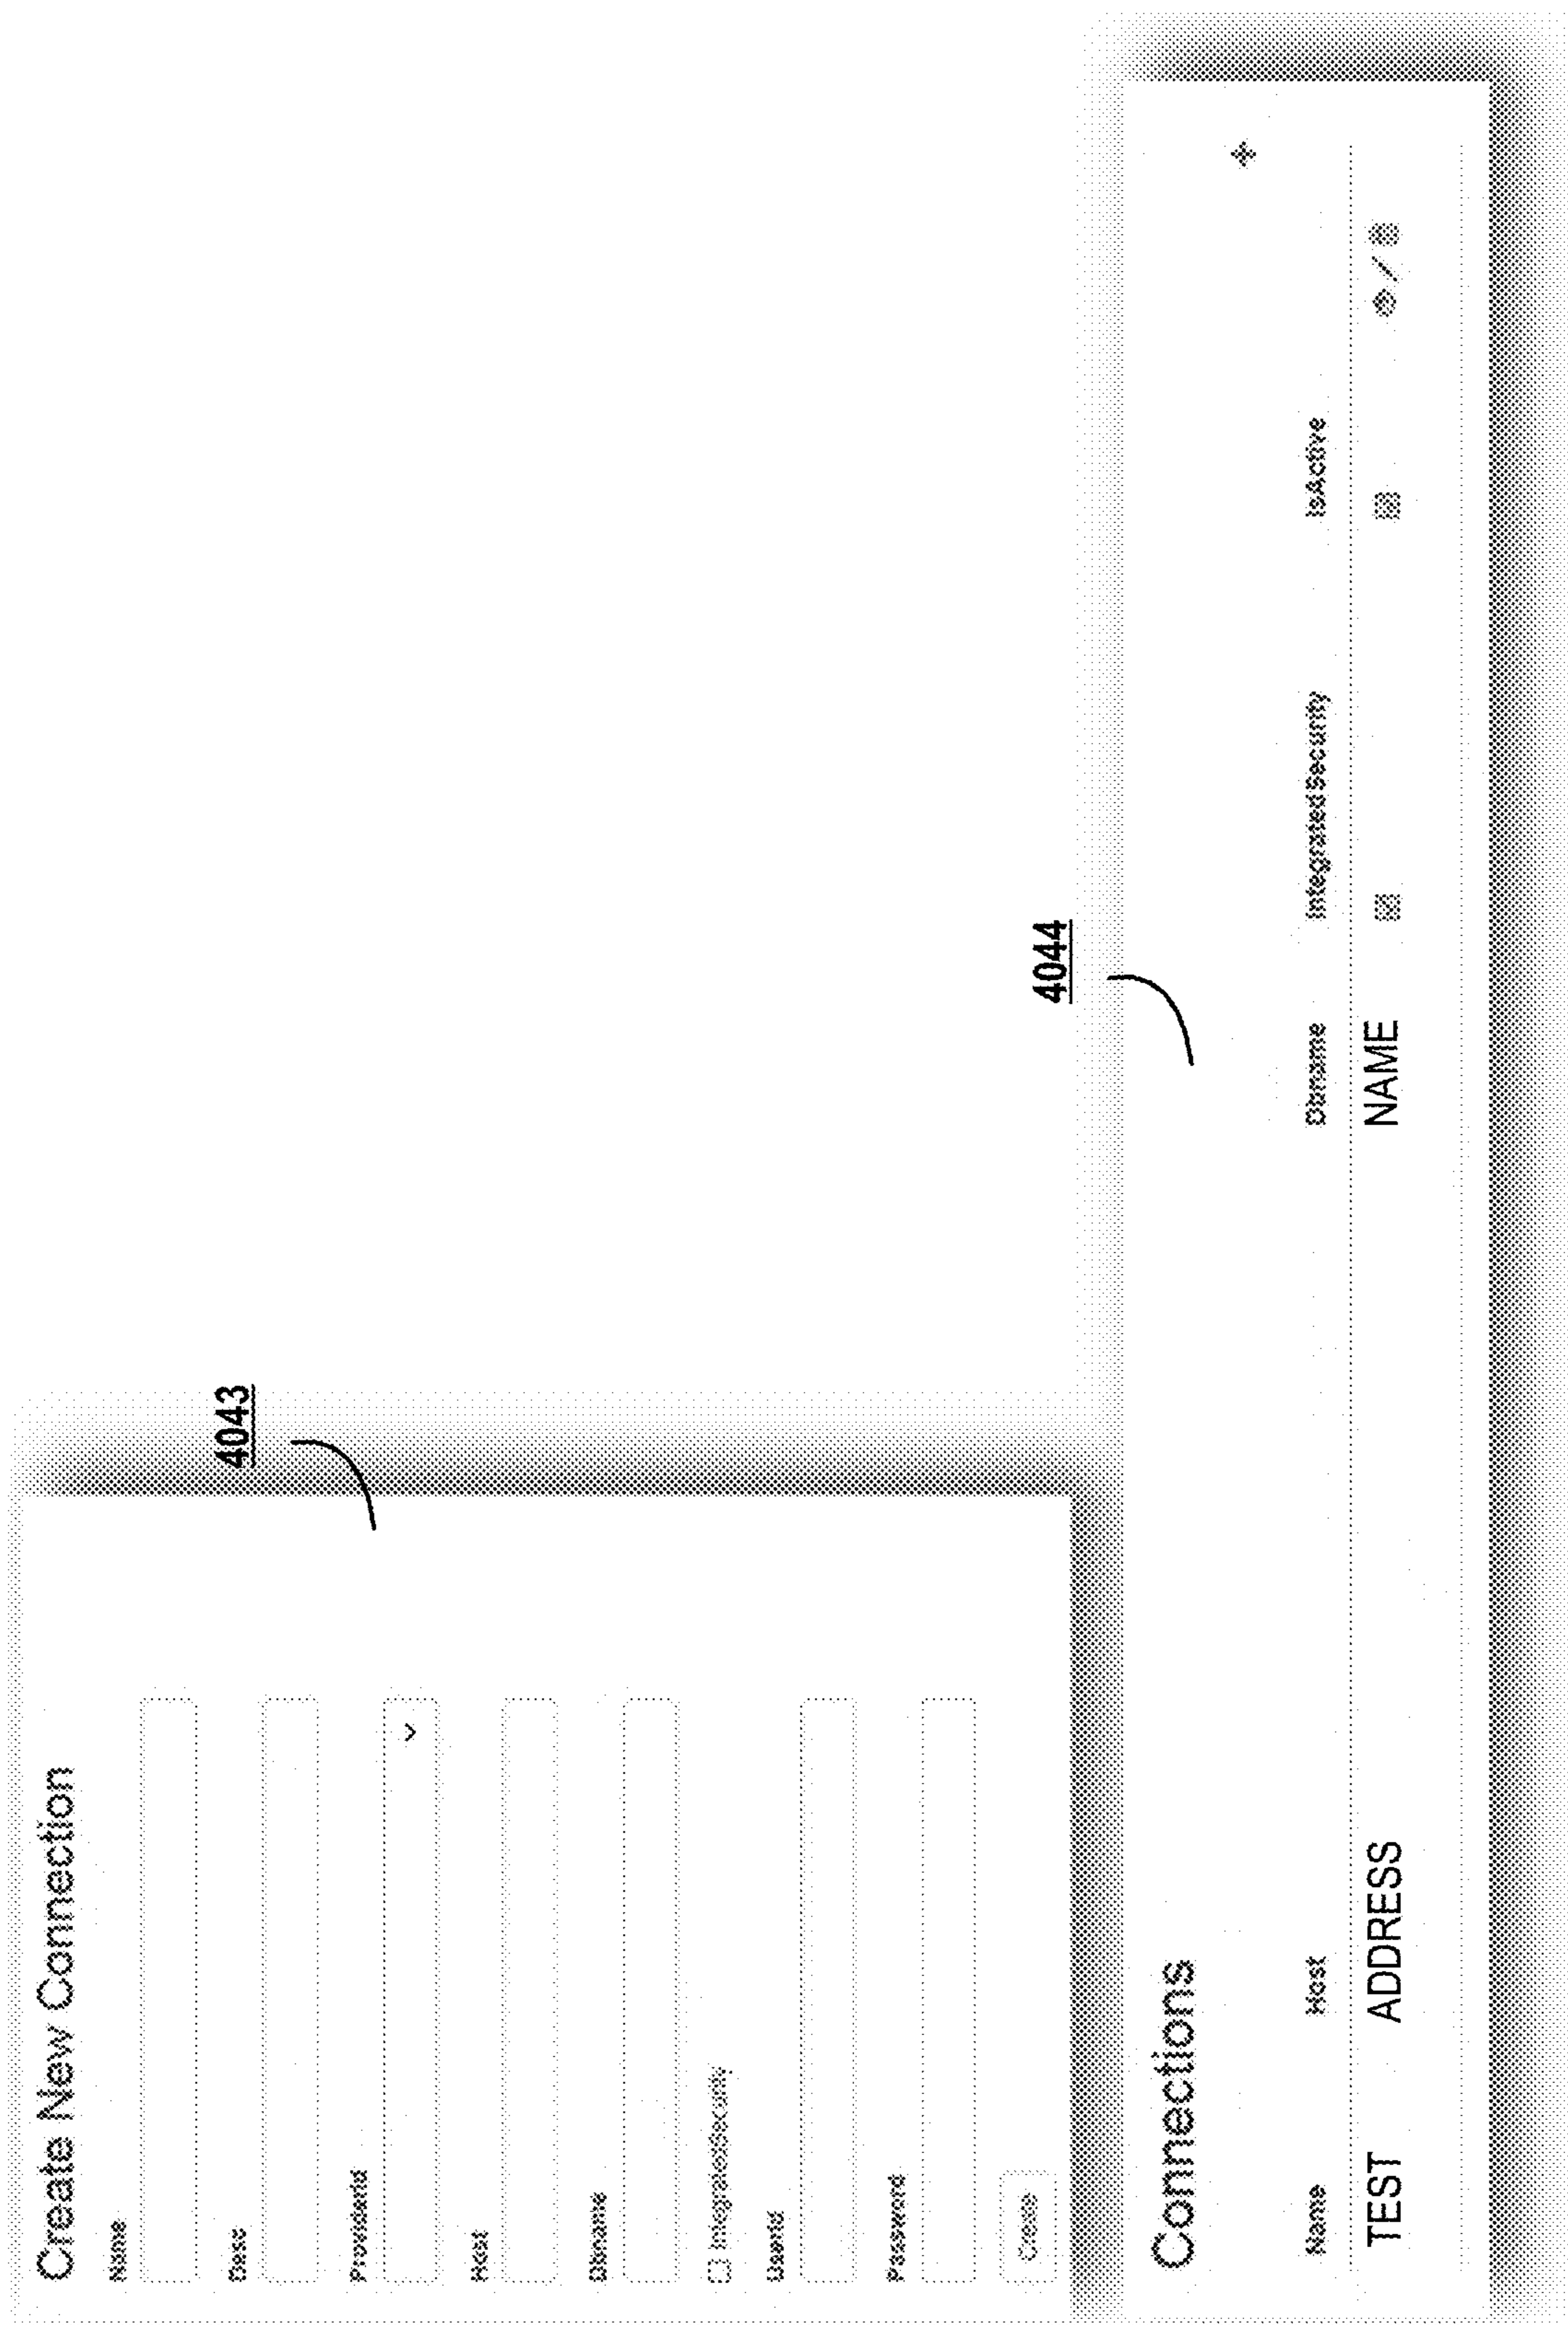 Create New Connection
4043
Name
Desc
ProviderId
Host
Dbname
IntegratedSecurity
UserId
Password
Create
4044
Connections
Name Host Dbname Integrated Security IsActive
TEST ADDRESS NAME